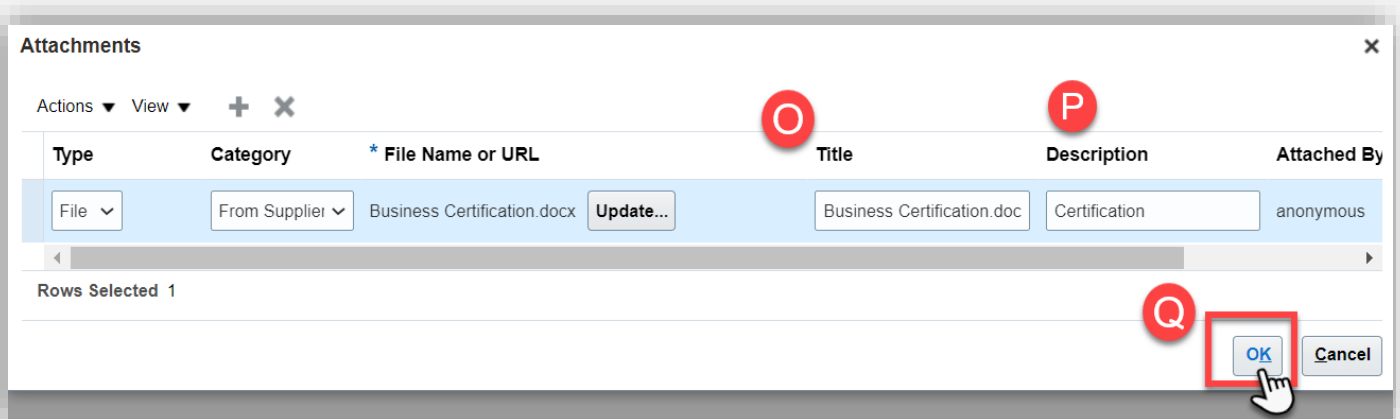 Attachments
Actions View
O P
Type Category * File Name or URL Title Description Attached By
File From Supplier Business Certification.docx Update... Business Certification.doc Certification anonymous
Rows Selected 1
Q
OK Cancel